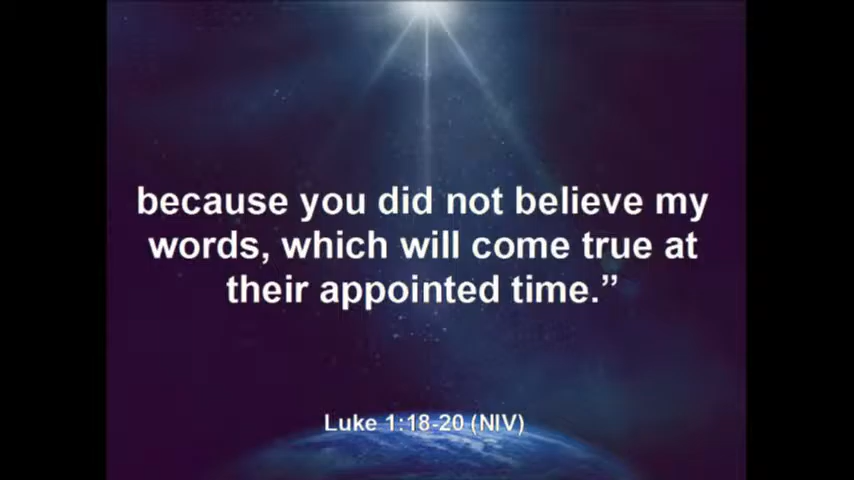 because you did not believe my
words, which will come true at
their appointed time.”
Luke 1:18-20 (NIV)